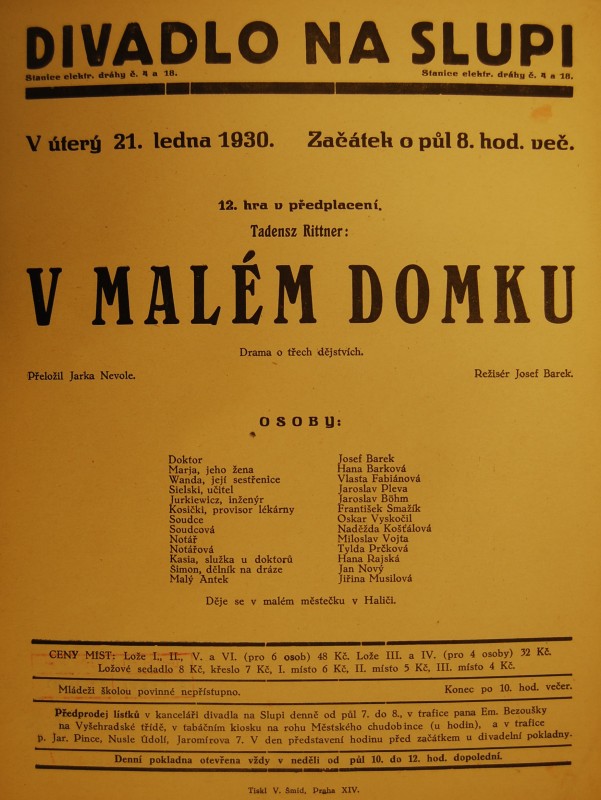 DIVADLO NA SLUPI
Stanice elektr. dráhy č. 4 a 18. Stanice elektr. dráhy č. 4 a 18.
V úterý 21. ledna 1930. Začátek o půl 8. hod. več.
12. hra v předplacení.
Tadensz Rittner:
V MALÉM DOMKU
Drama o třech dějstvích.
Přeložil Jarka Nevole. Režisér Josef Barek.
OSOBY:
Doktor Josef Barek
Marja, jeho žena Hana Barková
Wanda, její sestřenice Vlasta Fabiánová
Sielski, učitel Jaroslav Pleva
Jurkiewicz, inženýr Jaroslav Böhm
Kosički, provisor lékárny František Smažík
Soudce Oskar Vyskočil
Soudcová Naděžda Košťálová
Notář Miloslav Vojta
Notářová Tylda Prčková
Kasia, služka u doktorů Hana Rajská
Šimon, dělník na dráze Jan Nový
Malý Antek Jiřina Musilová
Děje se v malém městečku v Haliči.
CENY MÍST: Lože I., II., V. a VI. (pro 6 osob) 48 Kč. Lože III. a IV. (pro 4 osoby) 32 Kč.
Ložové sedadlo 8 Kč, křeslo 7 Kč, I. místo 6 Kč, II. místo 5 Kč, III. místo 4 Kč.
Mládeži školou povinné nepřístupno. Konec po 10. hod. večer.
Předprodej lístků v kanceláři divadla na Slupi denně od půl 7. do 8., v trafice pana Em. Bezoušky
na Vyšehradské třídě, v tabáčním kiosku na rohu Městského chudobince (u hodin), a v trafice
p. Jar. Pince, Nusle Údolí, Jaromírova 7. V den představení hodinu před začátkem u divadelní pokladny.
Denní pokladna otevřena vždy v neděli od půl 10. do 12. hod. dopolední.
Tiskl V. Šmíd, Praha XIV.